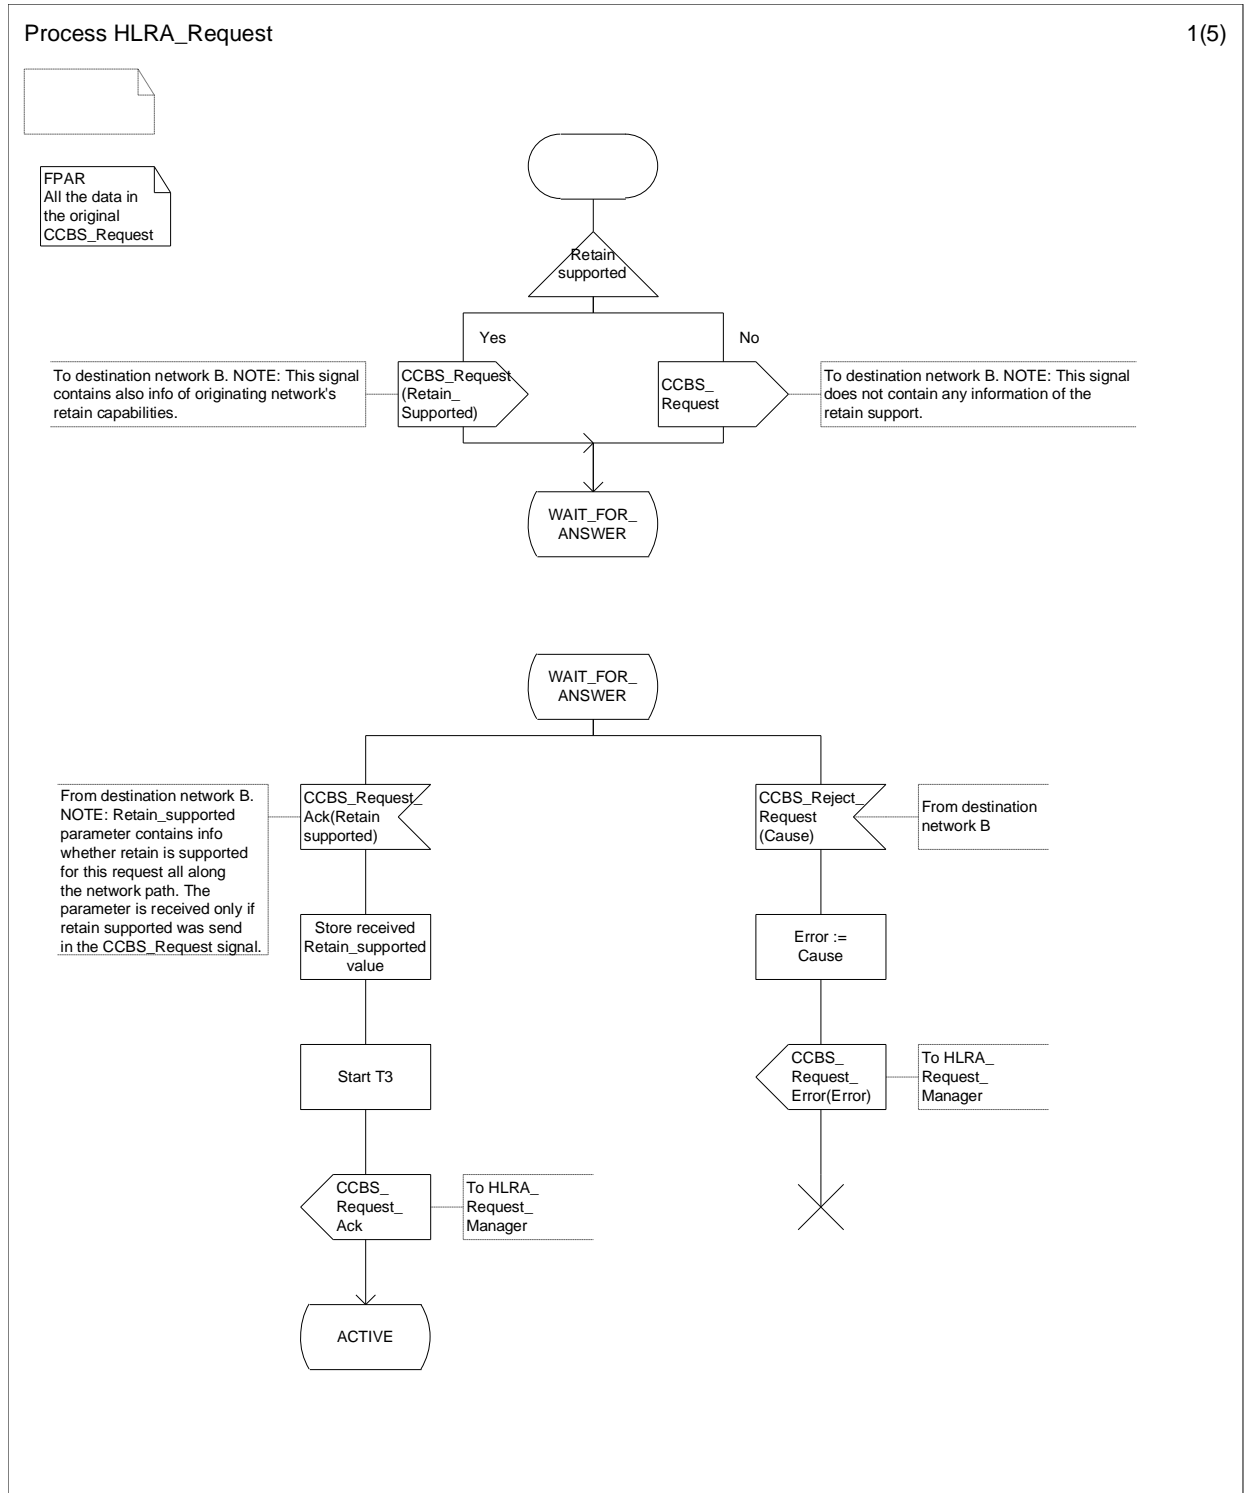 Process HLRA_Request
1(5)
FPAR
All the data in
the original
CCBS_Request
Retain
supported
Yes
No
To destination network B. NOTE: This signal
contains also info of originating network's
retain capabilities.
CCBS_Request
(Retain_
Supported)
CCBS_
Request
To destination network B. NOTE: This signal
does not contain any information of the
retain support.
WAIT_FOR_
ANSWER
WAIT_FOR_
ANSWER
From destination network B.
NOTE: Retain_supported
parameter contains info
whether retain is supported
for this request all along
the network path. The
parameter is received only if
retain supported was send
in the CCBS_Request signal.
CCBS_Request_
Ack(Retain
supported)
CCBS_Reject_
Request
(Cause)
From destination
network B
Store received
Retain_supported
value
Error :=
Cause
Start T3
CCBS_
Request_
Error(Error)
To HLRA_
Request_
Manager
CCBS_
Request_
Ack
To HLRA_
Request_
Manager
ACTIVE